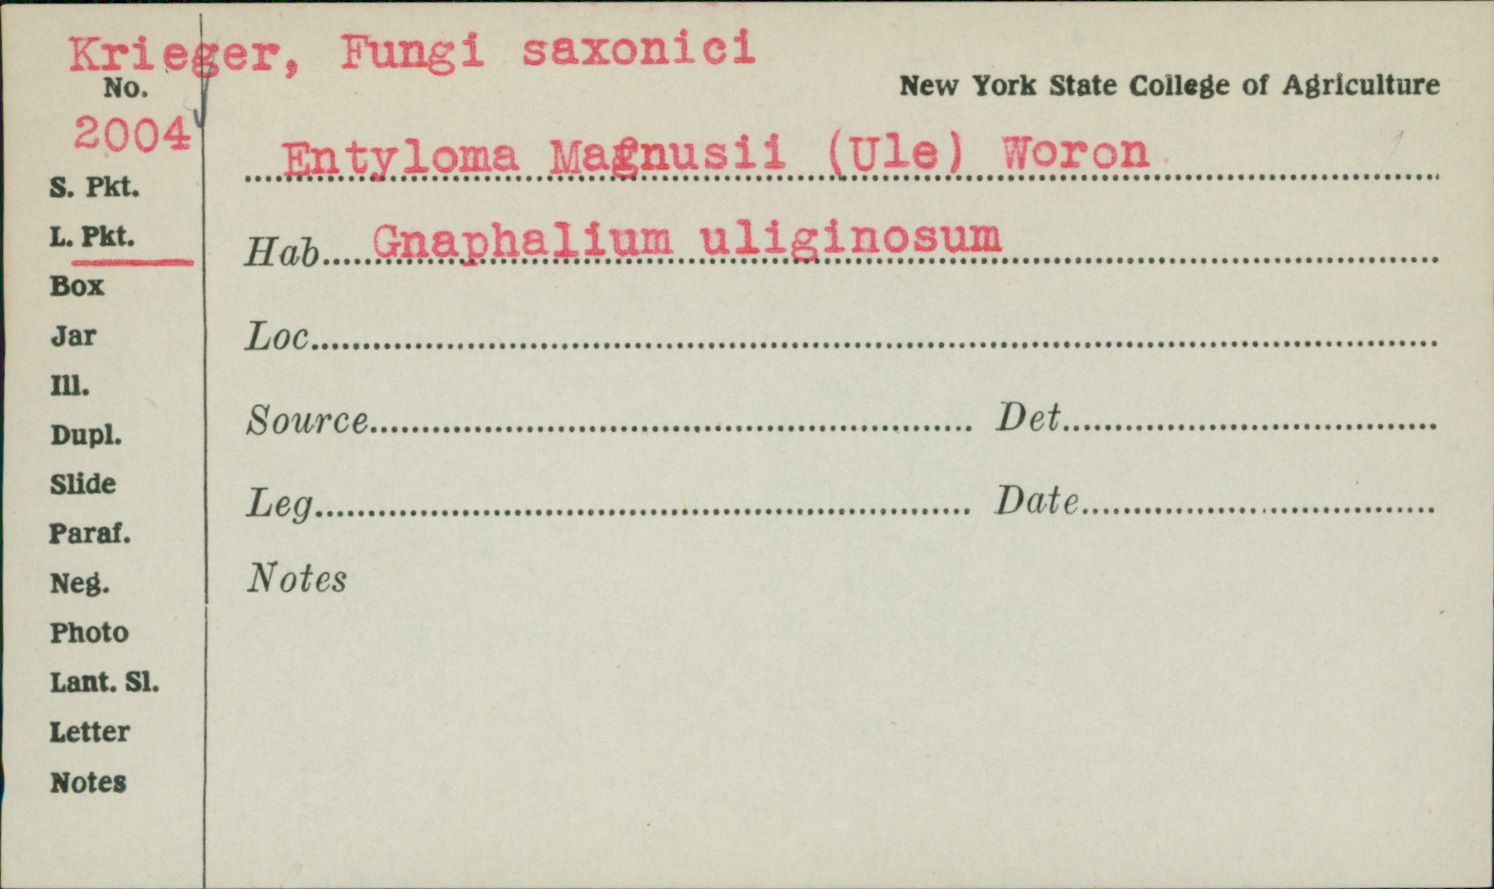 Krieger, Fungi saxonici
No.
New York State College of Agriculture
2004
Entyloma Magnusii (Ule) Woron.
S. Pkt.
L. Pkt.
Hab. Gnaphalium uliginosum
Box
Jar
Loc.
Ill.
Source Det.
Dupl.
Slide
Leg. Date
Paraf.
Neg.
Notes
Photo
Lant. Sl.
Letter
Notes